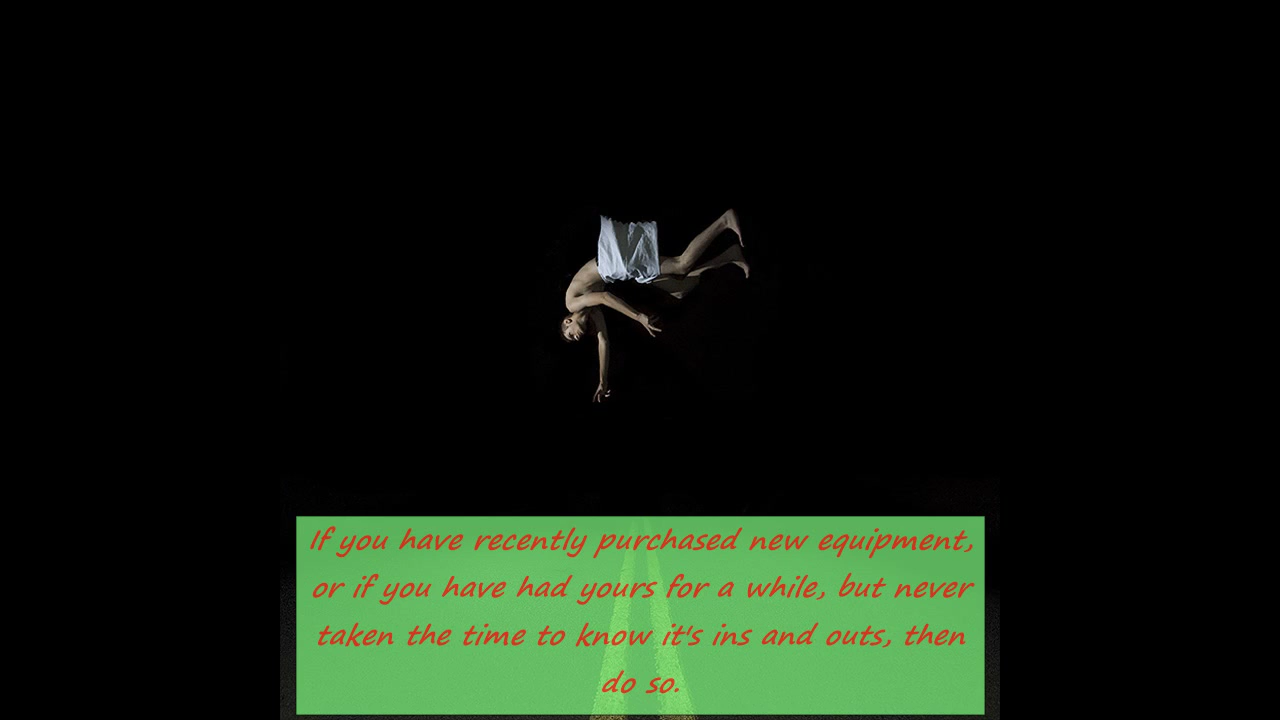 If you have recently purchased new equipment,
or if you have had yours for a while, but never
taken the time to know it's ins and outs, then
do so.